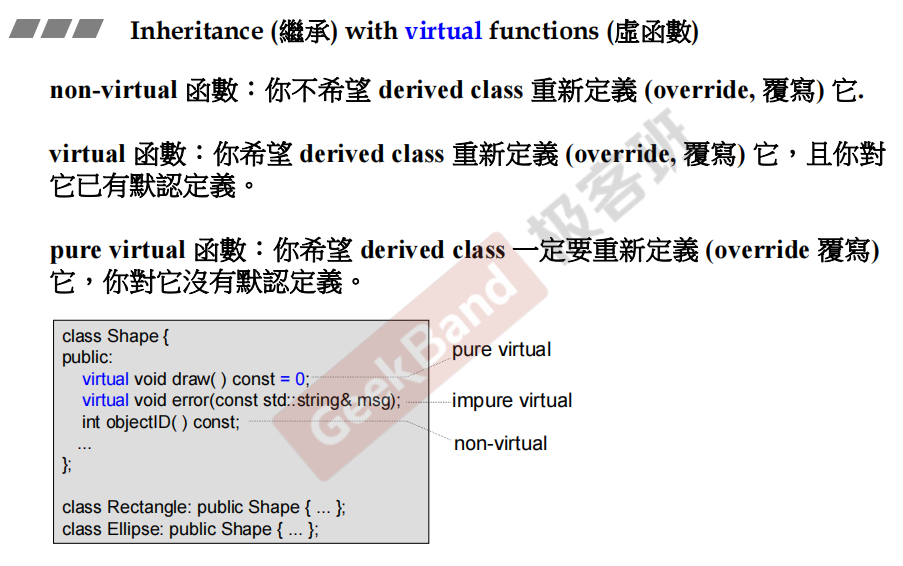 Inheritance (繼承) with virtual functions (虛函數)
non-virtual 函數：你不希望 derived class 重新定義 (override, 覆寫) 它.
virtual 函數：你希望 derived class 重新定義 (override, 覆寫) 它，且你對
它已有默認定義。
pure virtual 函數：你希望 derived class 一定要重新定義 (override 覆寫)
它，你對它沒有默認定義。
class Shape {
public:
virtual void draw( ) const = 0;
pure virtual
virtual void error(const std::string& msg);
impure virtual
int objectID( ) const;
non-virtual
...
};
class Rectangle: public Shape { ... };
class Ellipse: public Shape { ... };
GeekBand 极客班